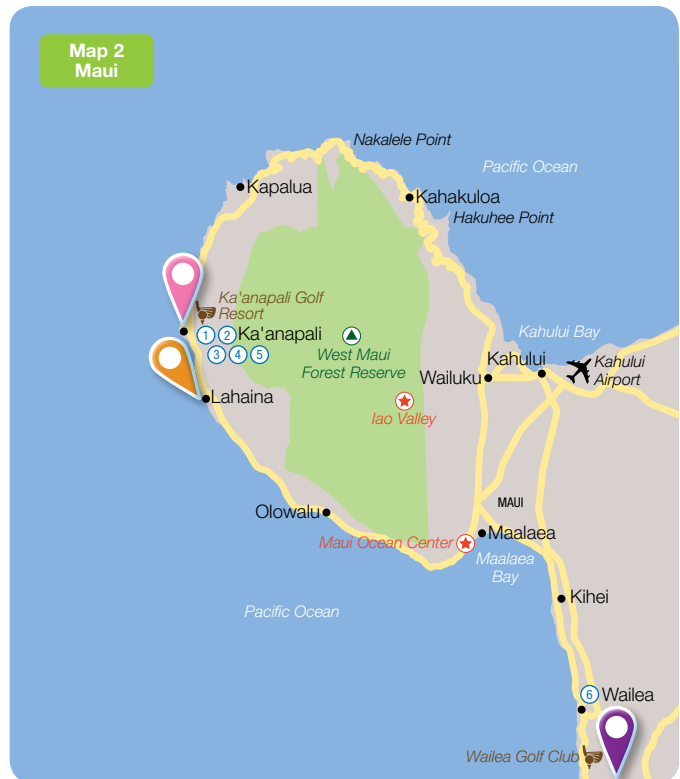 Map 2
Maui
Nakalele Point
Pacific Ocean
Kapalua
Kahakuloa
Hakuhee Point
Ka'anapali Golf
Resort
1 2 Ka'anapali
3 4 5
West Maui
Forest Reserve
Kahului Bay
Kahului
Kahului
Airport
Wailuku
Lahaina
Iao Valley
MAUI
Olowalu
Maui Ocean Center
Maalaea
Maalaea
Bay
Pacific Ocean
Kihei
6 Wailea
Wailea Golf Club